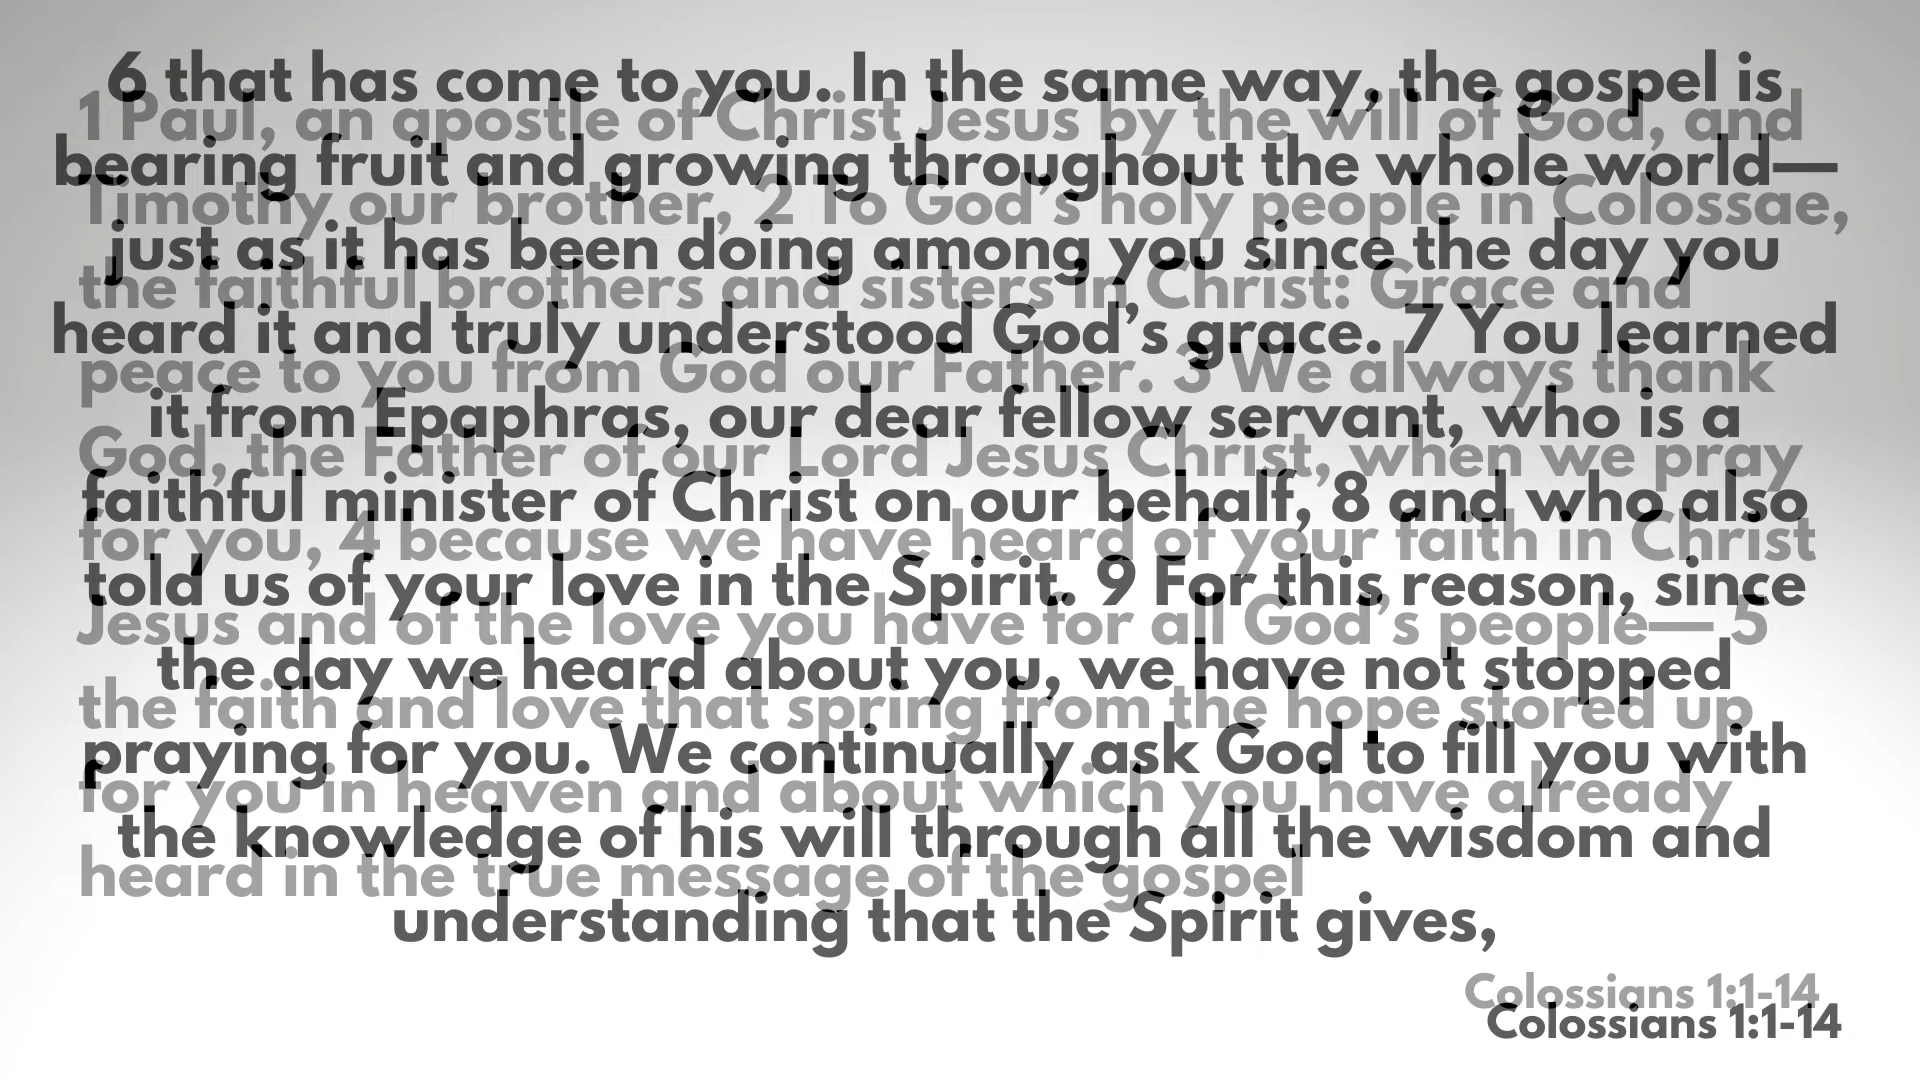 6 that has come to you. In the same way, the gospel is
bearing fruit and growing throughout the whole world—
just as it has been doing among you since the day you
heard it and truly understood God’s grace. 7 You learned
it from Epaphras, our dear fellow servant, who is a
faithful minister of Christ on our behalf, 8 and who also
told us of your love in the Spirit. 9 For this reason, since
the day we heard about you, we have not stopped
praying for you. We continually ask God to fill you with
the knowledge of his will through all the wisdom and
understanding that the Spirit gives,
Colossians 1:1-14
1 Paul, an apostle of Christ Jesus by the will of God, and
Timothy our brother, 2 To God’s holy people in Colossae,
the faithful brothers and sisters in Christ: Grace and
peace to you from God our Father. 3 We always thank
God, the Father of our Lord Jesus Christ, when we pray
for you, 4 because we have heard of your faith in Christ
Jesus and of the love you have for all God’s people— 5
the faith and love that spring from the hope stored up
for you in heaven and about which you have already
heard in the true message of the gospel
Colossians 1:1-14